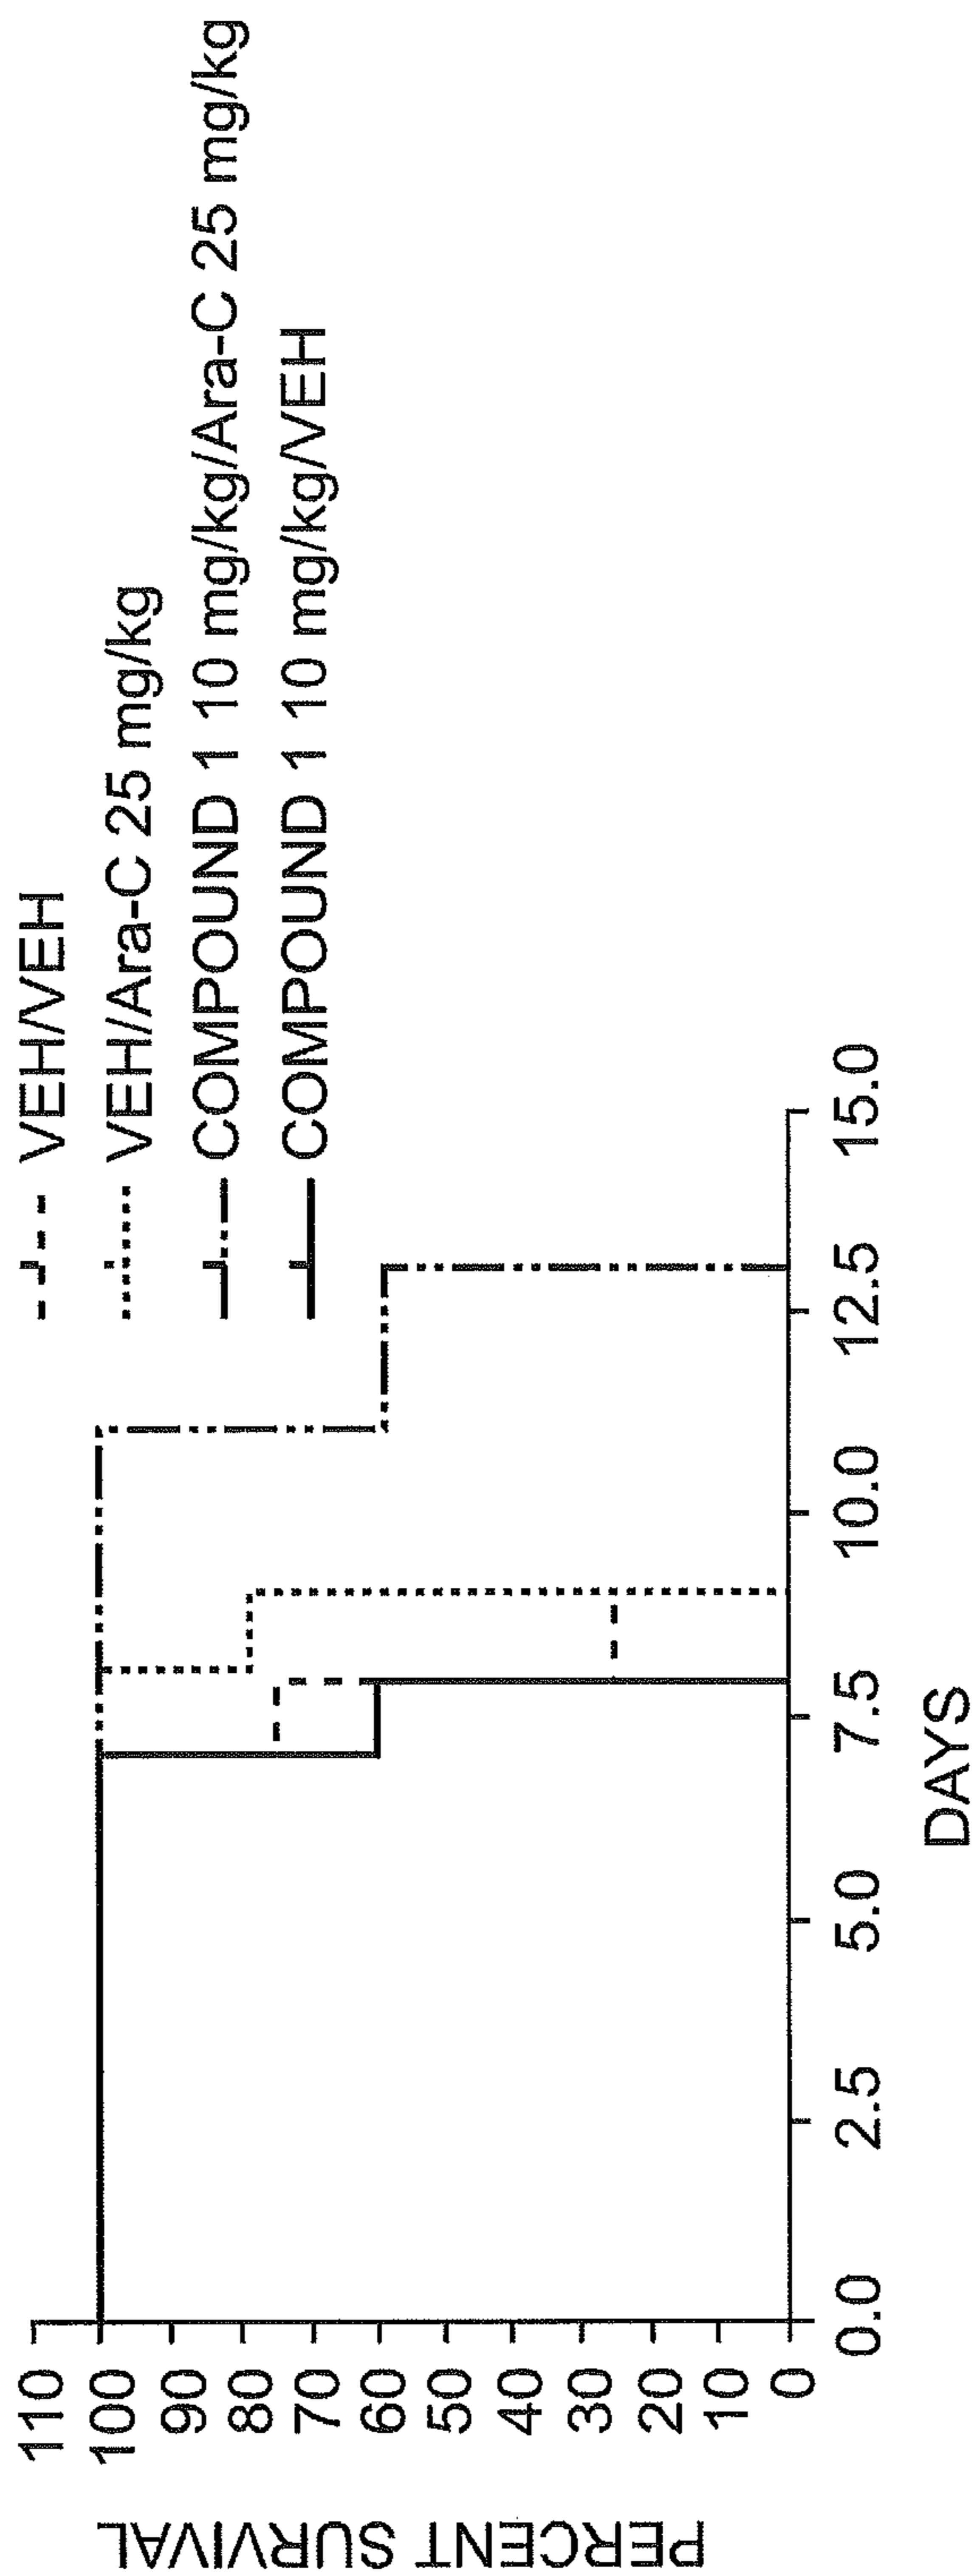 VEH/VEH
VEH/Ara-C 25 mg/kg
COMPOUND 1 10 mg/kg/Ara-C 25 mg/kg
COMPOUND 1 10 mg/kg/VEH
PERCENT SURVIVAL
110
100
90
80
70
60
50
40
30
20
10
0
0.0 2.5 5.0 7.5 10.0 12.5 15.0
DAYS